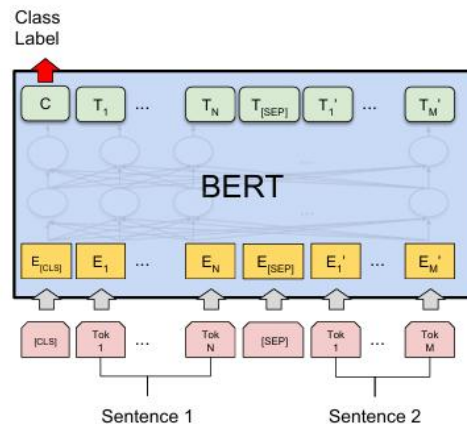 Class
Label
C T1 ... TN T[SEP] T1' ... TM'
BERT
E[CLS] E1 ... EN E[SEP] E1' ... EM'
[CLS] Tok 1 ... Tok N [SEP] Tok 1 ... Tok M
Sentence 1 Sentence 2